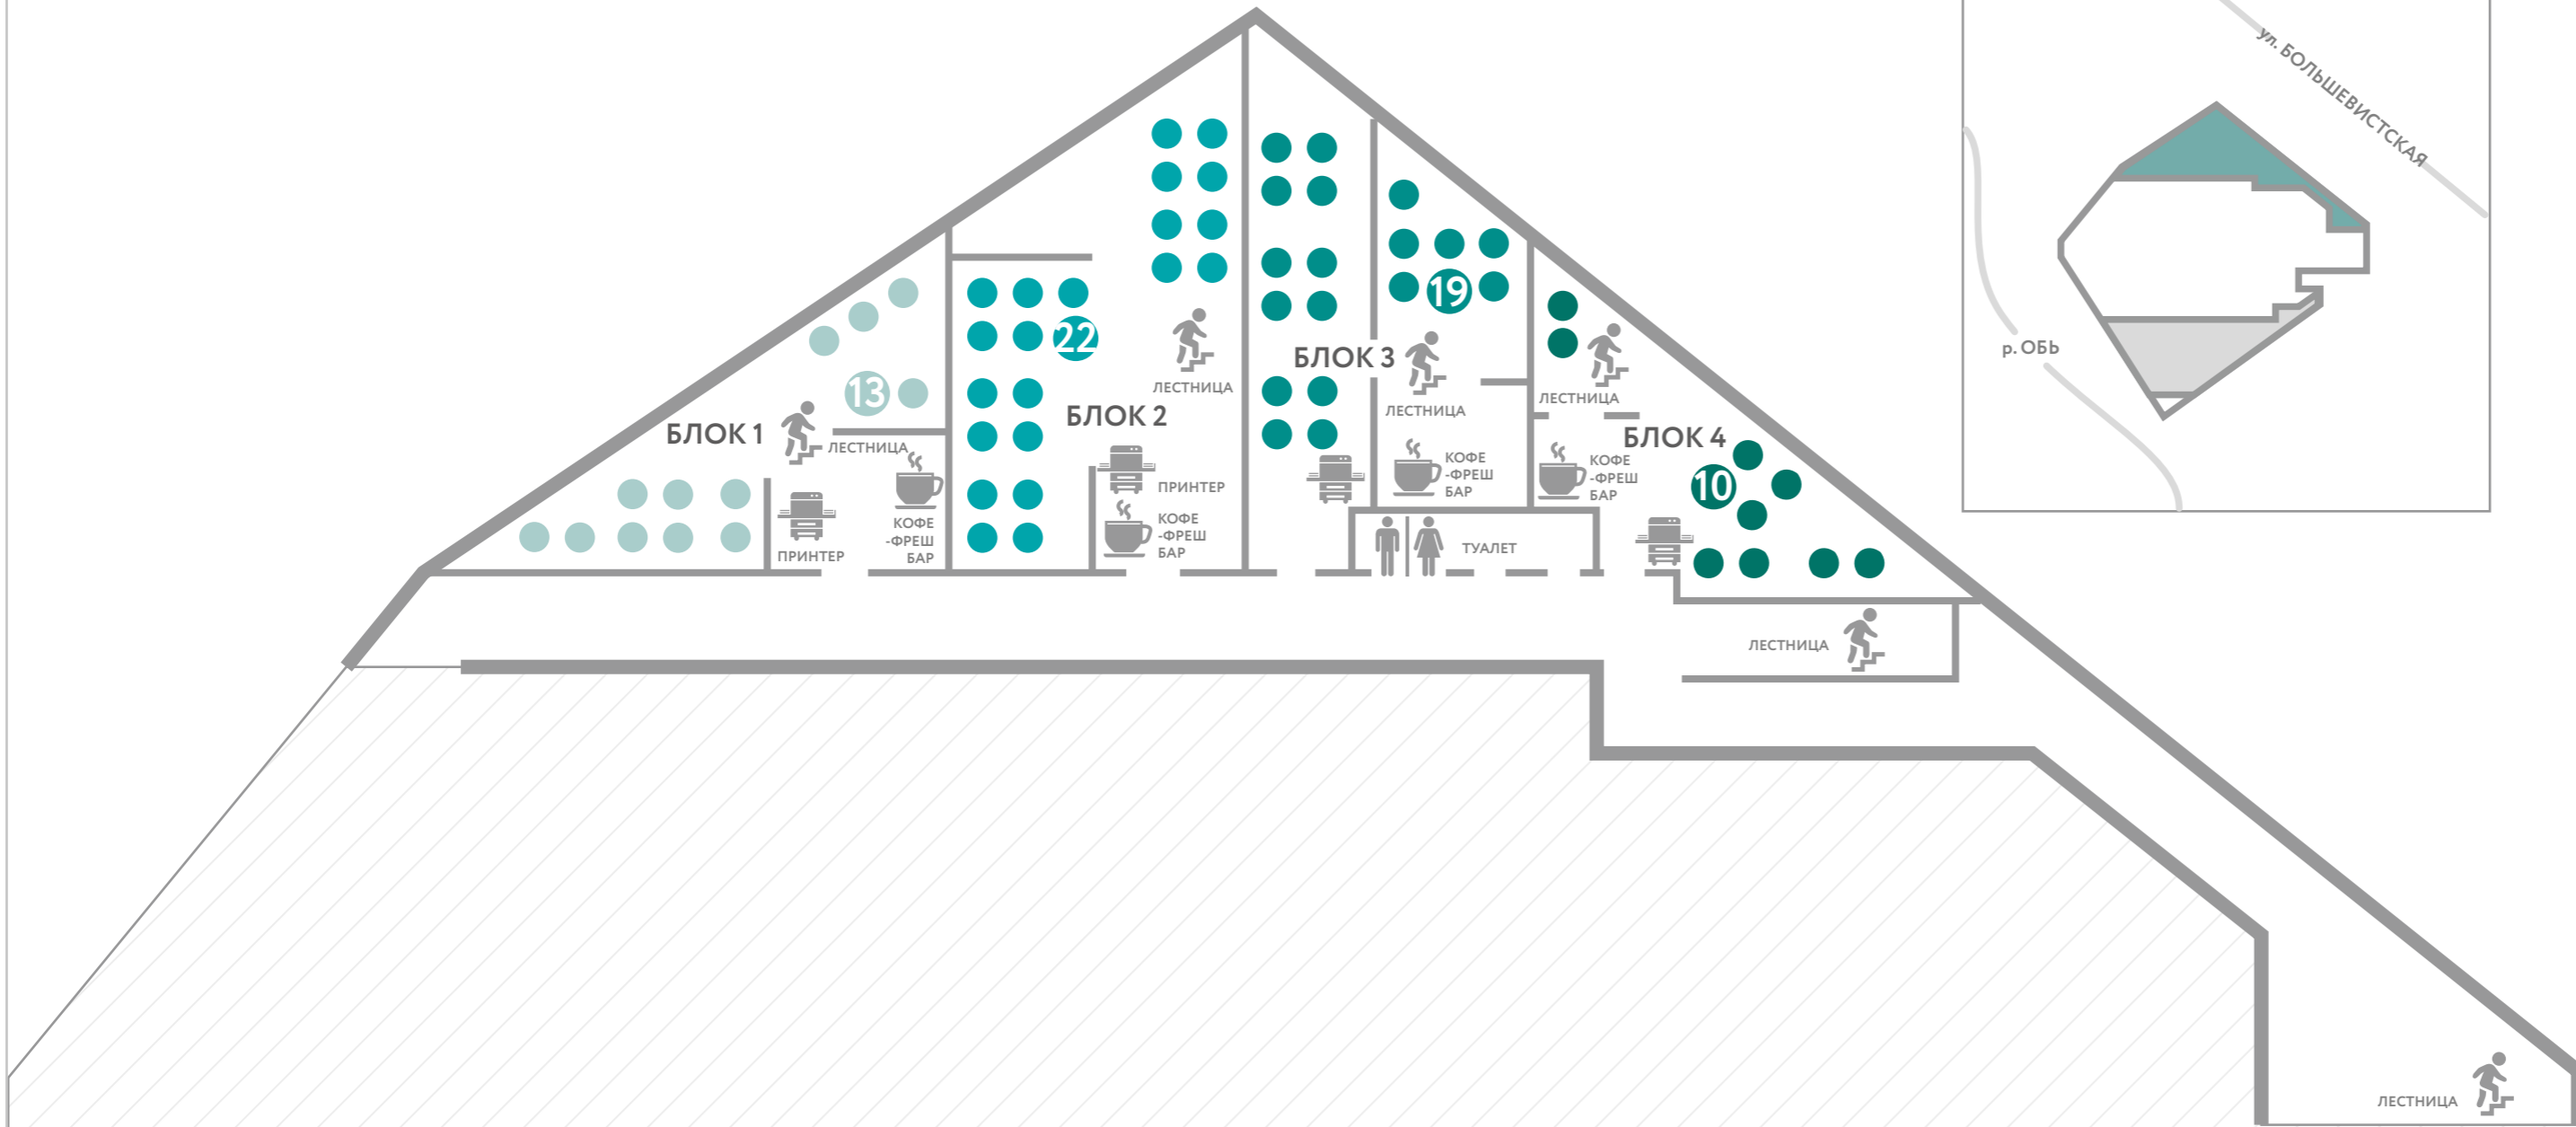 ул. БОЛЬШЕВИСТСКАЯ
р. ОБЬ
БЛОК 1
13
ЛЕСТНИЦА
ПРИНТЕР
КОФЕ
-ФРЕШ
БАР
БЛОК 2
22
ЛЕСТНИЦА
ПРИНТЕР
КОФЕ
-ФРЕШ
БАР
БЛОК 3
19
ЛЕСТНИЦА
КОФЕ
-ФРЕШ
БАР
ТУАЛЕТ
ЛЕСТНИЦА
БЛОК 4
10
КОФЕ
-ФРЕШ
БАР
ЛЕСТНИЦА
ЛЕСТНИЦА